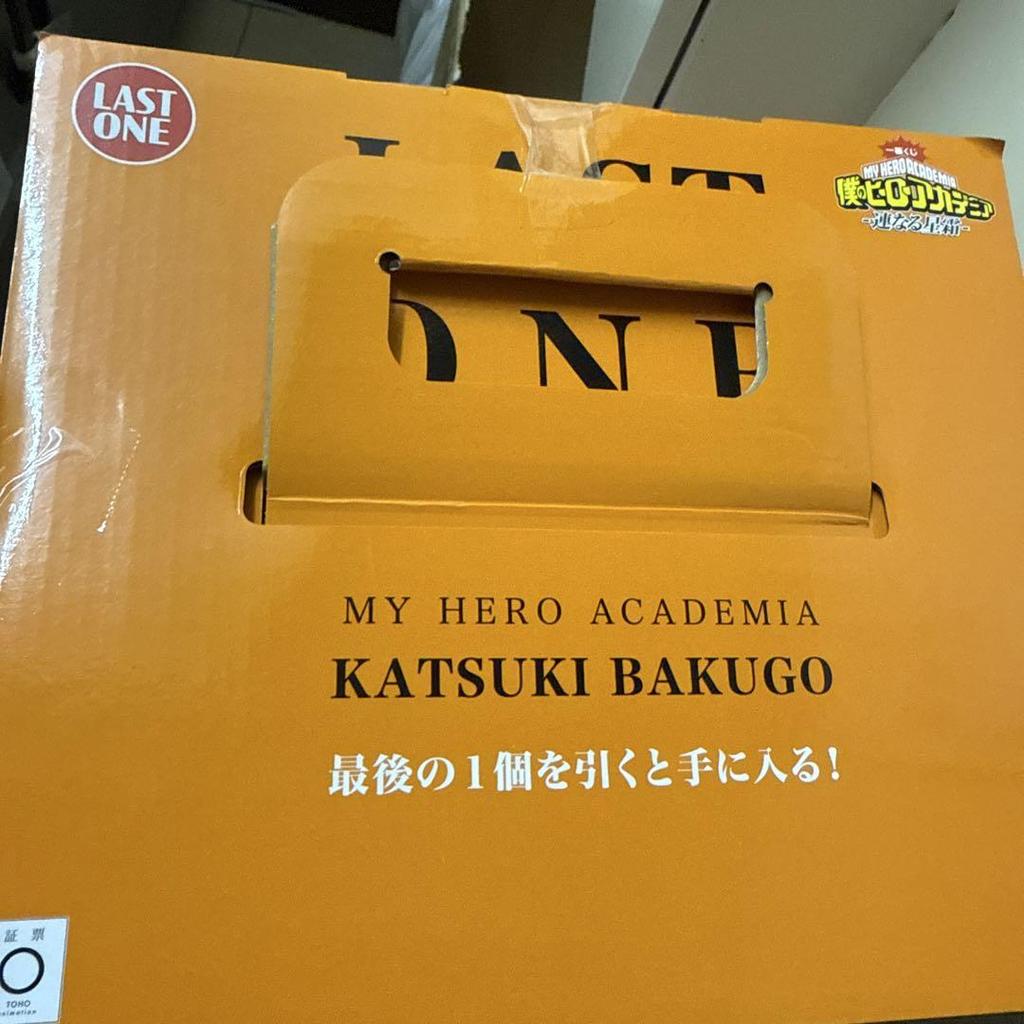 LAST
ONE
一番くじ
MY HERO ACADEMIA
僕のヒーローアカデミア
-連なる星霜-
LAST
ONE
MY HERO ACADEMIA
KATSUKI BAKUGO
最後の1個を引くと手に入る!
証 票
TOHO
animation